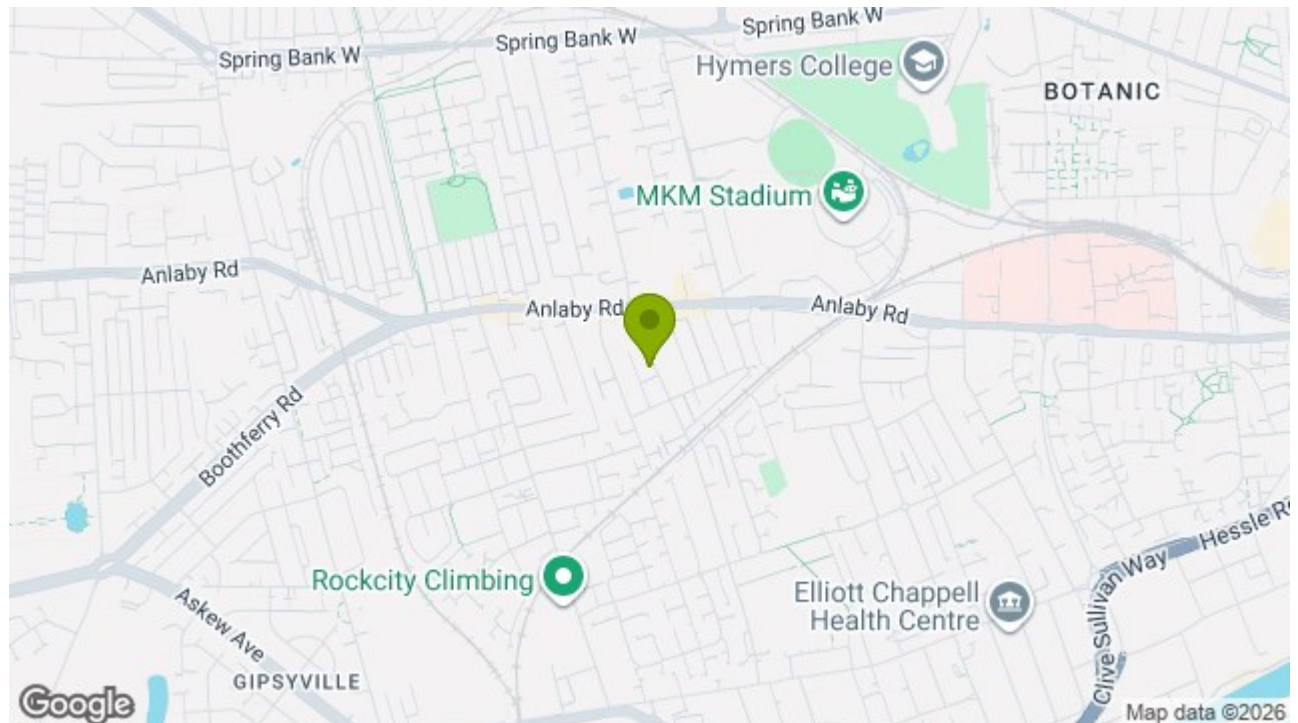 Spring Bank W
Spring Bank W
Spring Bank W
Hymers College
BOTANIC
MKM Stadium
Anlaby Rd
Anlaby Rd
Anlaby Rd
Boothferry Rd
Rockcity Climbing
Askew Ave
GIPSYVILLE
Elliott Chappell
Health Centre
Clive Sullivan Way
Hessle R
Google
Map data ©2026